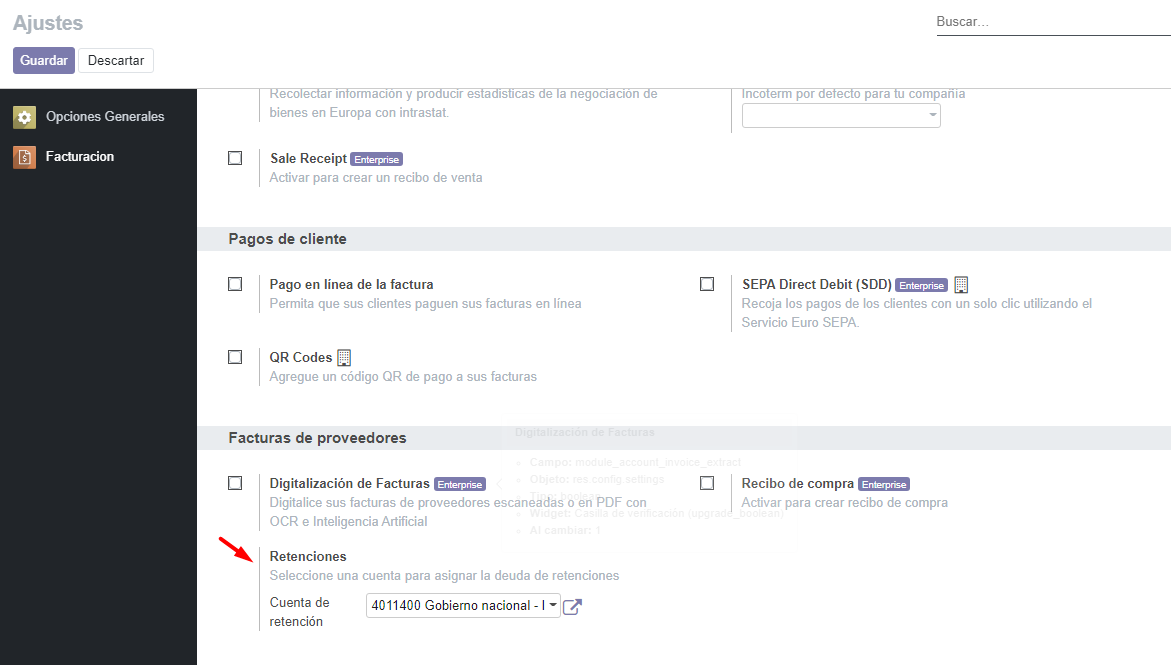 Ajustes
Buscar...
Guardar
Descartar
Opciones Generales
Facturacion
Recolectar información y producir estadísticas de la negociación de
bienes en Europa con intrastat.
Incoterm por defecto para tu compañía
Sale Receipt Enterprise
Activar para crear un recibo de venta
Pagos de cliente
Pago en línea de la factura
Permita que sus clientes paguen sus facturas en línea
SEPA Direct Debit (SDD) Enterprise
Recoja los pagos de los clientes con un solo clic utilizando el
Servicio Euro SEPA.
QR Codes
Agregue un código QR de pago a sus facturas
Facturas de proveedores
Digitalización de Facturas
Campo: module_account_invoice_extract
Objeto: res.config.settings
Tipo: boolean
Widget: Casilla de verificación (upgrade_boolean)
Al cambiar: 1
Digitalización de Facturas Enterprise
Digitalice sus facturas de proveedores escaneadas o en PDF con
OCR e Inteligencia Artificial
Recibo de compra Enterprise
Activar para crear recibo de compra
Retenciones
Seleccione una cuenta para asignar la deuda de retenciones
Cuenta de
retención
4011400 Gobierno nacional - I